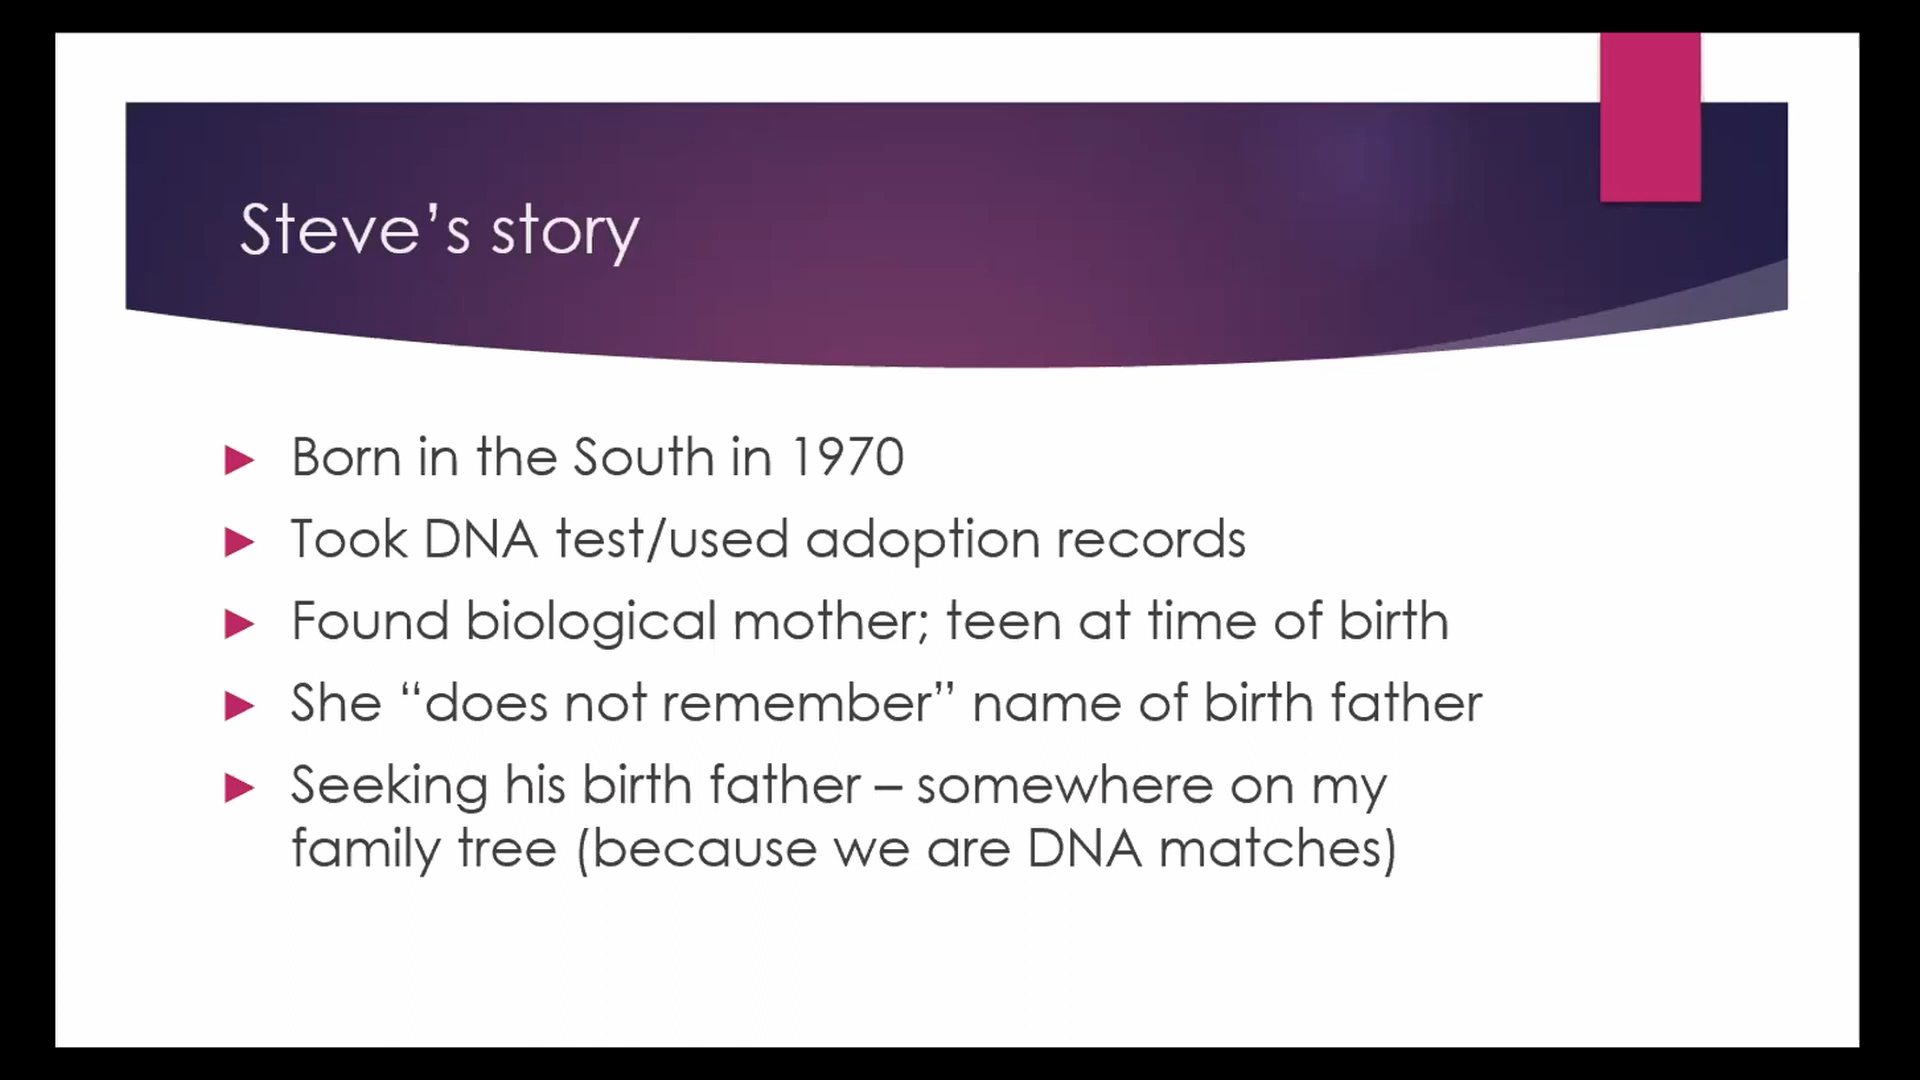 Steve’s story
Born in the South in 1970
Took DNA test/used adoption records
Found biological mother; teen at time of birth
She “does not remember” name of birth father
Seeking his birth father – somewhere on my
family tree (because we are DNA matches)